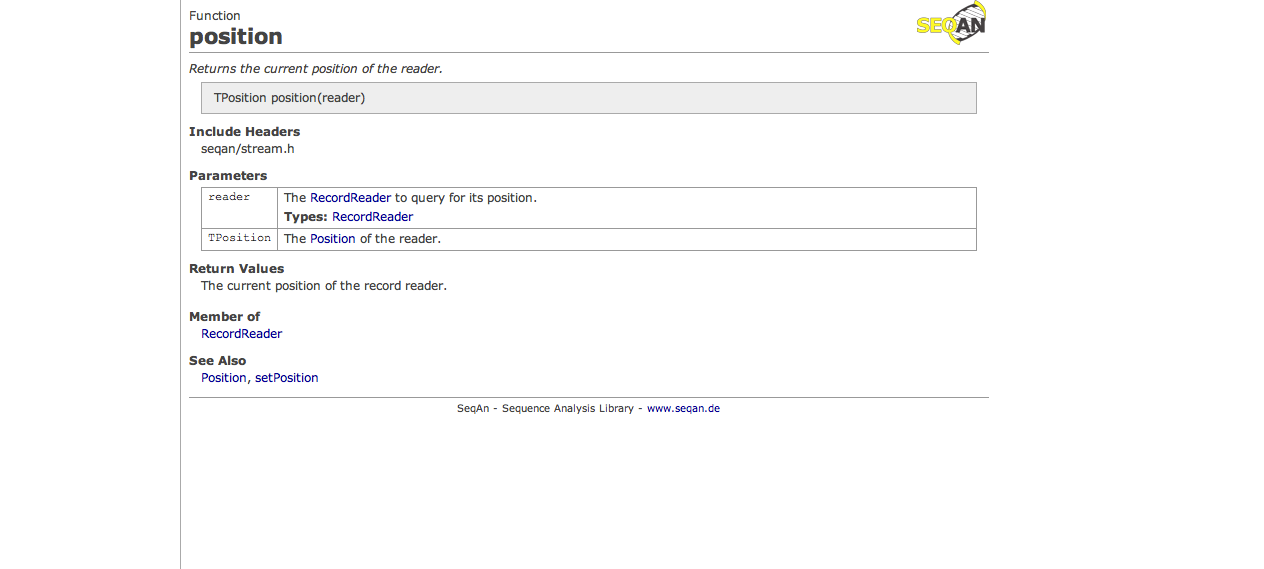 Function
position
SEQAN
Returns the current position of the reader.
TPosition position(reader)
Include Headers
seqan/stream.h
Parameters
reader The RecordReader to query for its position.
Types: RecordReader
TPosition The Position of the reader.
Return Values
The current position of the record reader.
Member of
RecordReader
See Also
Position, setPosition
SeqAn - Sequence Analysis Library - www.seqan.de